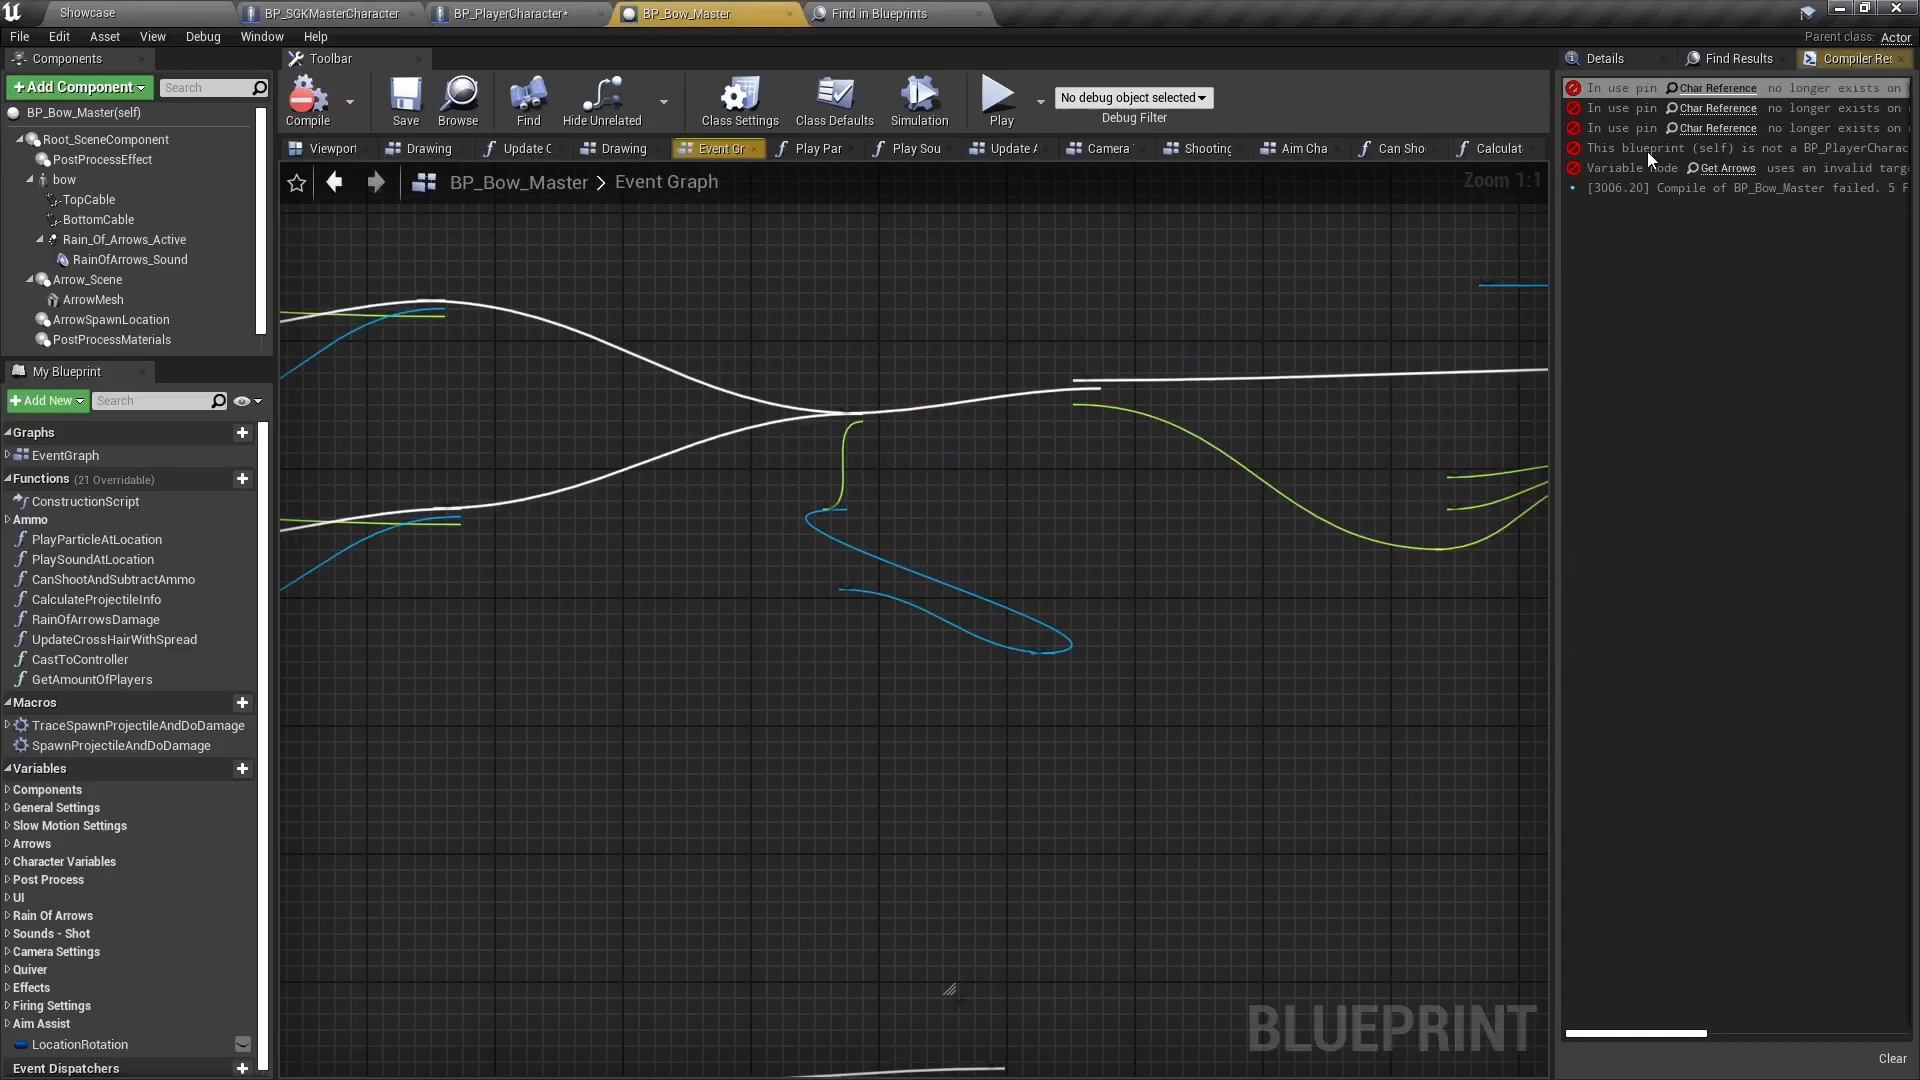 Showcase
BP_SGKMasterCharacter
BP_PlayerCharacter*
BP_Bow_Master
Find in Blueprints
File Edit Asset View Debug Window Help
Parent class: Actor
Components
+Add Component
Search
BP_Bow_Master(self)
Root_SceneComponent
PostProcessEffect
bow
TopCable
BottomCable
Rain_Of_Arrows_Active
RainOfArrows_Sound
Arrow_Scene
ArrowMesh
ArrowSpawnLocation
PostProcessMaterials
My Blueprint
+Add New
Search
Graphs
EventGraph
Functions (21 Overridable)
ConstructionScript
Ammo
PlayParticleAtLocation
PlaySoundAtLocation
CanShootAndSubtractAmmo
CalculateProjectileInfo
RainOfArrowsDamage
UpdateCrossHairWithSpread
CastToController
GetAmountOfPlayers
Macros
TraceSpawnProjectileAndDoDamage
SpawnProjectileAndDoDamage
Variables
Components
General Settings
Slow Motion Settings
Arrows
Character Variables
Post Process
UI
Rain Of Arrows
Sounds - Shot
Camera Settings
Quiver
Effects
Firing Settings
Aim Assist
LocationRotation
Event Dispatchers
Toolbar
Compile
Save
Browse
Find
Hide Unrelated
Class Settings
Class Defaults
Simulation
Play
No debug object selected
Debug Filter
Viewport
Drawing
Update C
Drawing
Event Gr
Play Par
Play Sou
Update A
Camera
Shooting
Aim Cha
Can Sho
Calculat
BP_Bow_Master > Event Graph
Zoom 1:1
BLUEPRINT
Details
Find Results
Compiler Res
In use pin Char Reference no longer exists on
In use pin Char Reference no longer exists on
In use pin Char Reference no longer exists on
This blueprint (self) is not a BP_PlayerCharac
Variable node Get Arrows uses an invalid targ
[3006.20] Compile of BP_Bow_Master failed. 5 F
Clear